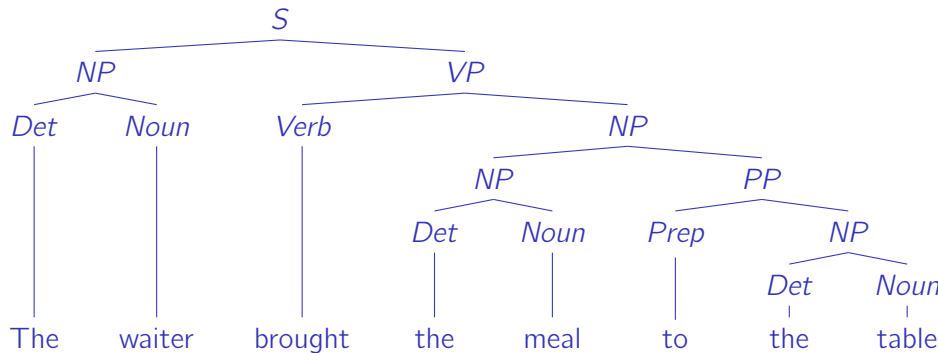 S
NP VP
Det Noun Verb NP
NP PP
Det Noun Prep NP
Det Noun
The waiter brought the meal to the table